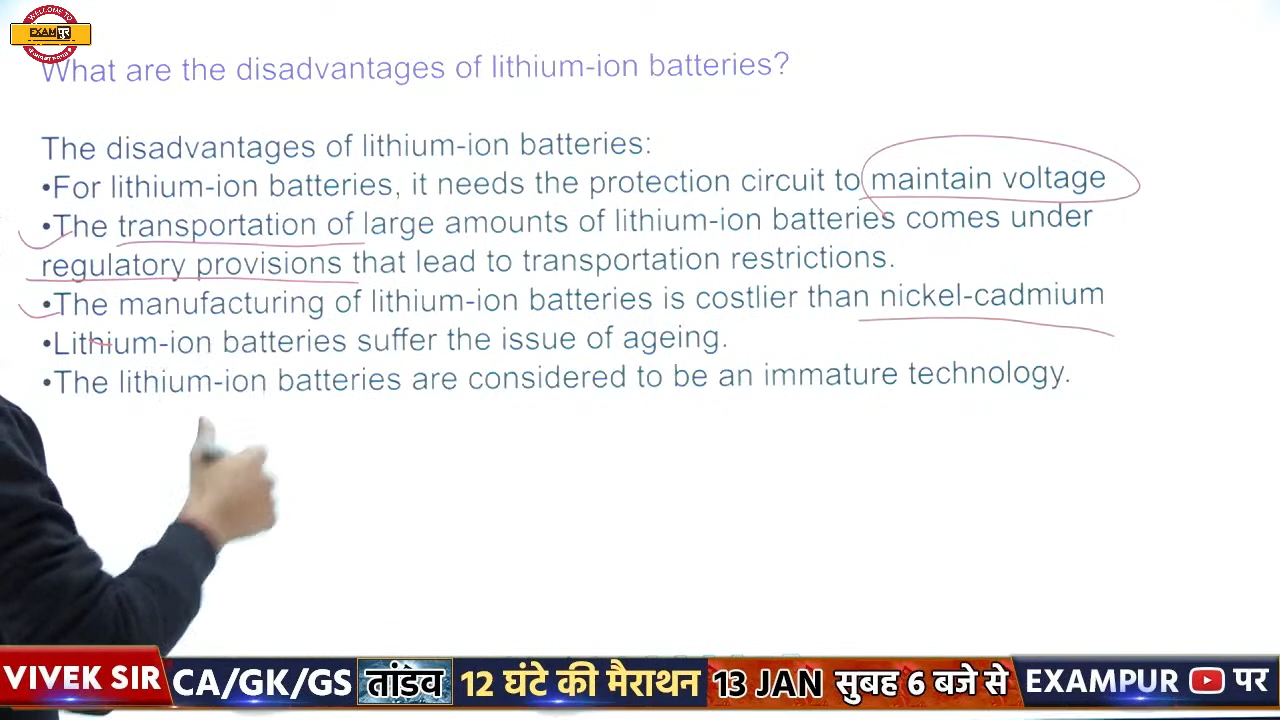 WELCOME TO
EXAMपुर
What are the disadvantages of lithium-ion batteries?
The disadvantages of lithium-ion batteries:
•For lithium-ion batteries, it needs the protection circuit to maintain voltage
•The transportation of large amounts of lithium-ion batteries comes under
regulatory provisions that lead to transportation restrictions.
•The manufacturing of lithium-ion batteries is costlier than nickel-cadmium
•Lithium-ion batteries suffer the issue of ageing.
•The lithium-ion batteries are considered to be an immature technology.
VIVEK SIR CA/GK/GS तांडव 12 घंटे की मैराथन 13 JAN सुबह 6 बजे से EXAMPUR पर